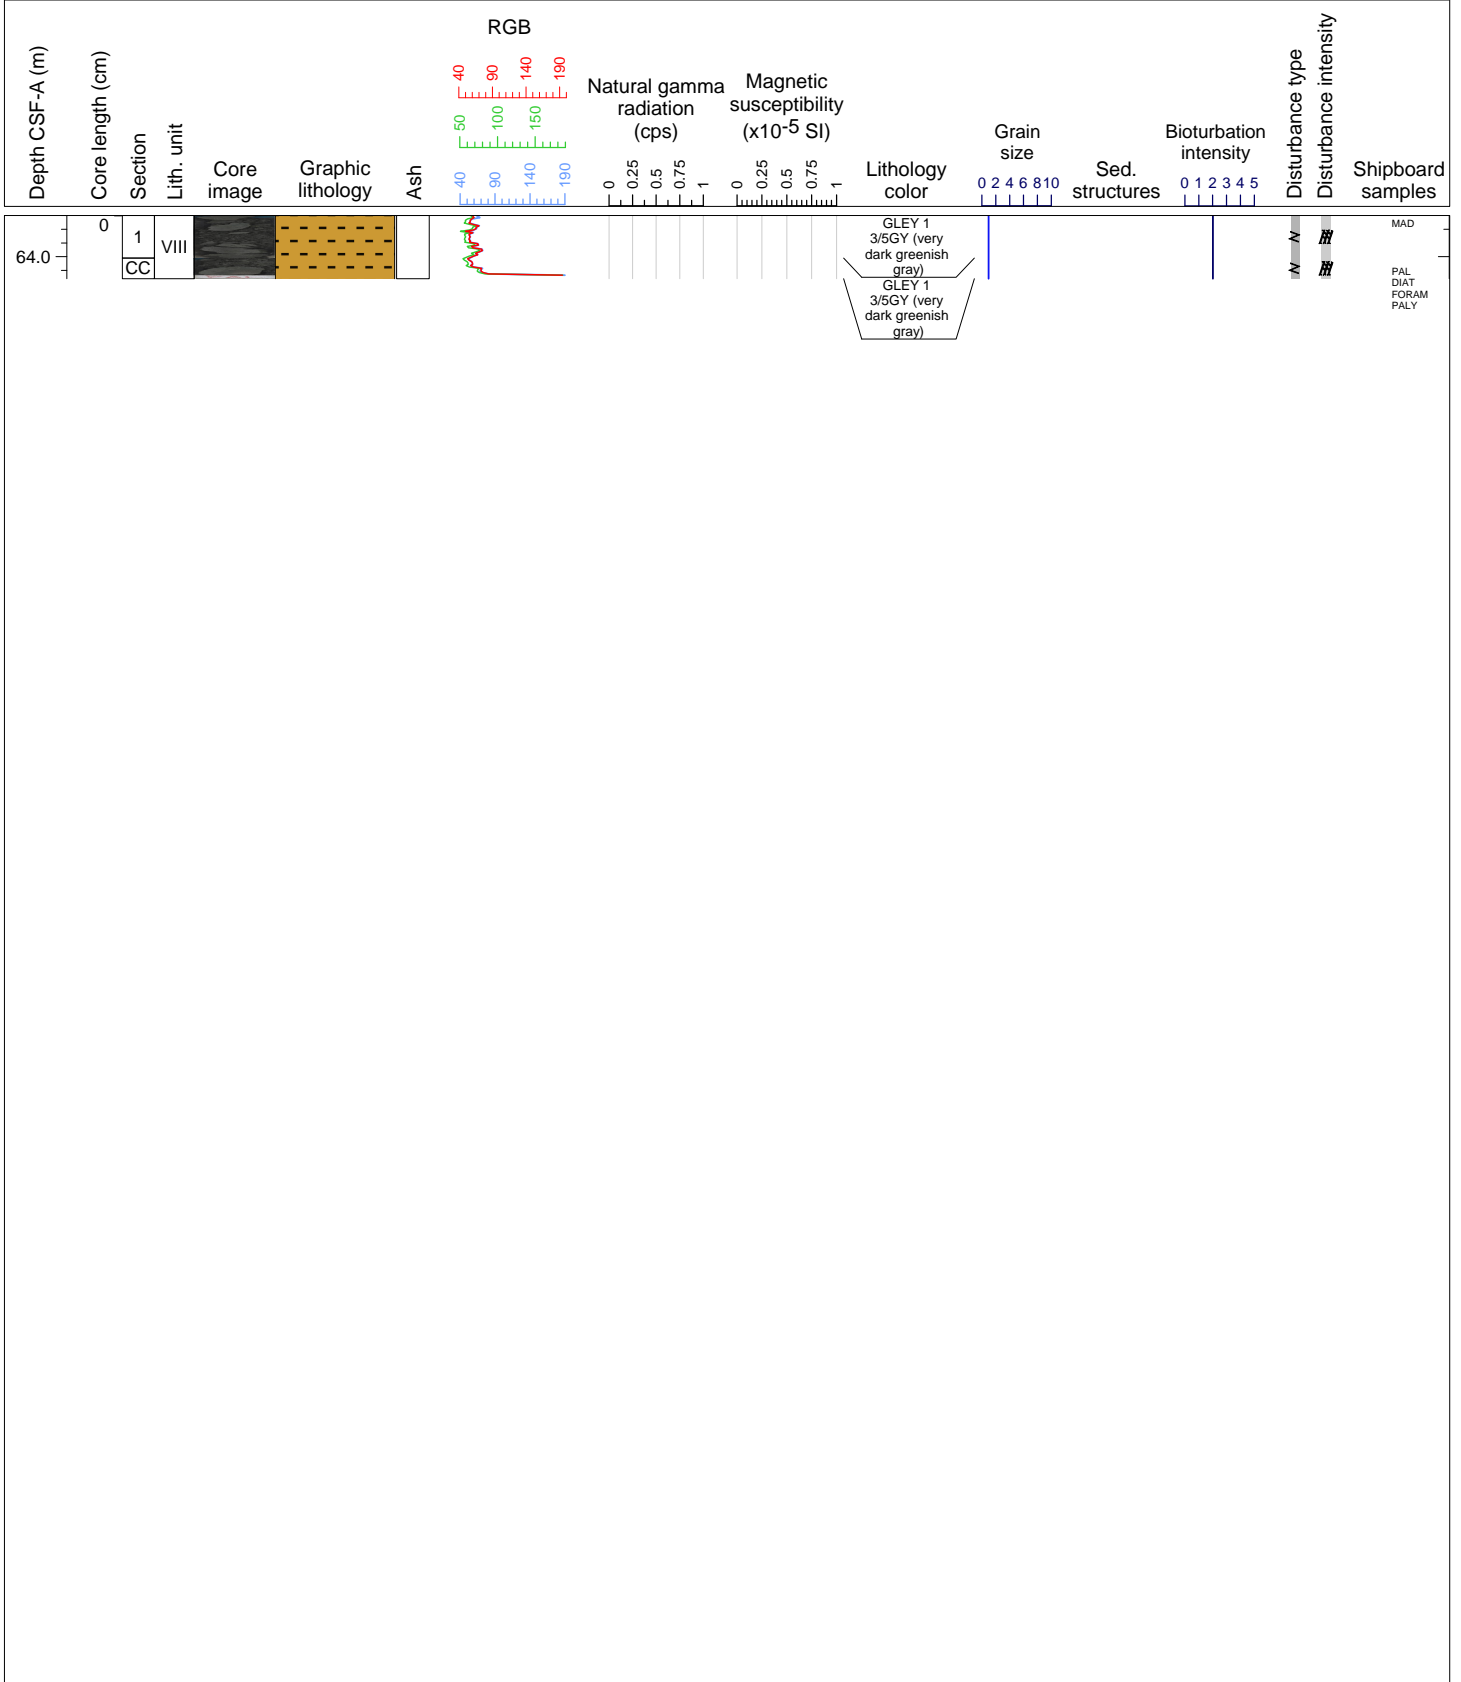 Depth CSF-A (m)
Core length (cm)
Section
Lith. unit
Core
image
Graphic
lithology
Ash
RGB
40 90 140 190
50 100 150
40 90 140 190
Natural gamma
radiation
(cps)
0 0.25 0.5 0.75 1
Magnetic
susceptibility
(x10-5 SI)
0 0.25 0.5 0.75 1
Lithology
color
Grain
size
0 2 4 6 8 10
Sed.
structures
Bioturbation
intensity
0 1 2 3 4 5
Disturbance type
Disturbance intensity
Shipboard
samples
0
64.0
1
CC
VIII
GLEY 1
3/5GY (very
dark greenish
gray)
GLEY 1
3/5GY (very
dark greenish
gray)
MAD
PAL
DIAT
FORAM
PALY